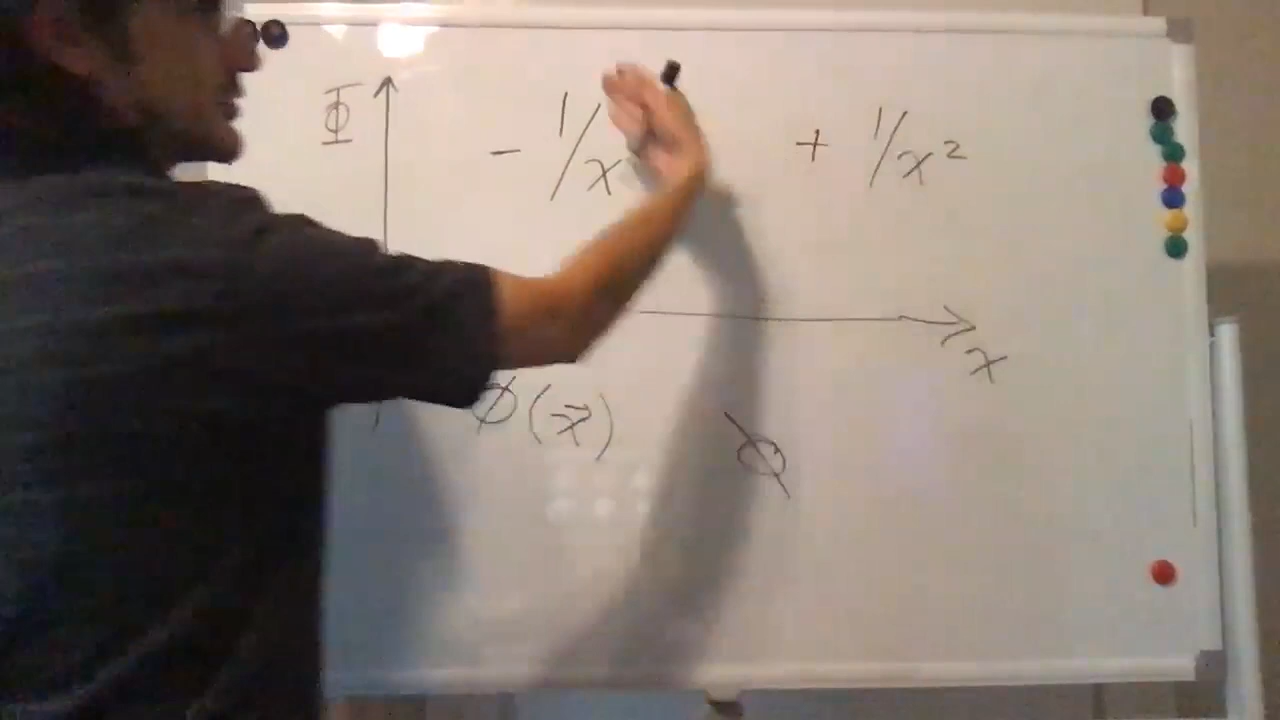 Φ - 1/x + 1/x²
x
ϕ(x⃗)
ϕ